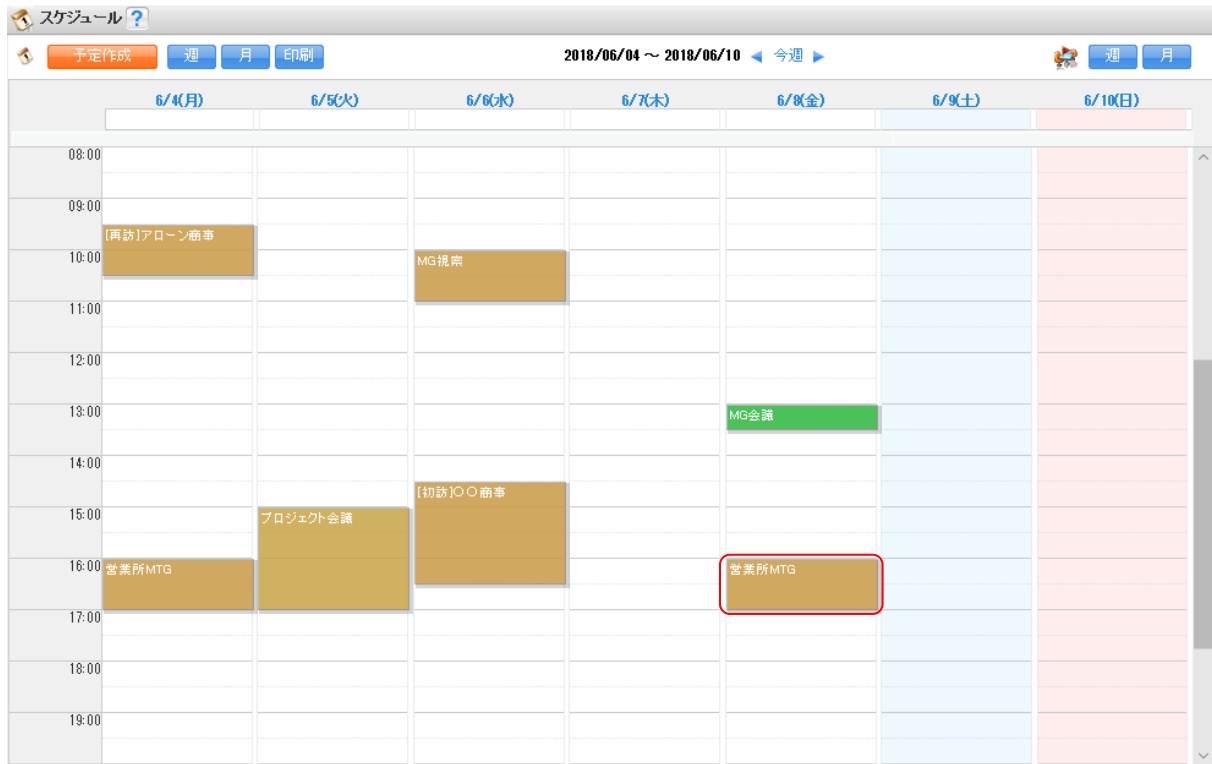 スケジュール ?
予定作成 週 月 印刷 2018/06/04 ～ 2018/06/10 ◀ 今週 ▶ 週 月
6/4(月) 6/5(火) 6/6(水) 6/7(木) 6/8(金) 6/9(土) 6/10(日)
08:00
09:00
[再訪]アローン商事
10:00 MG視察
11:00
12:00
13:00 MG会議
14:00
[初訪]〇〇商事
15:00 プロジェクト会議
16:00 営業所MTG 営業所MTG
17:00
18:00
19:00